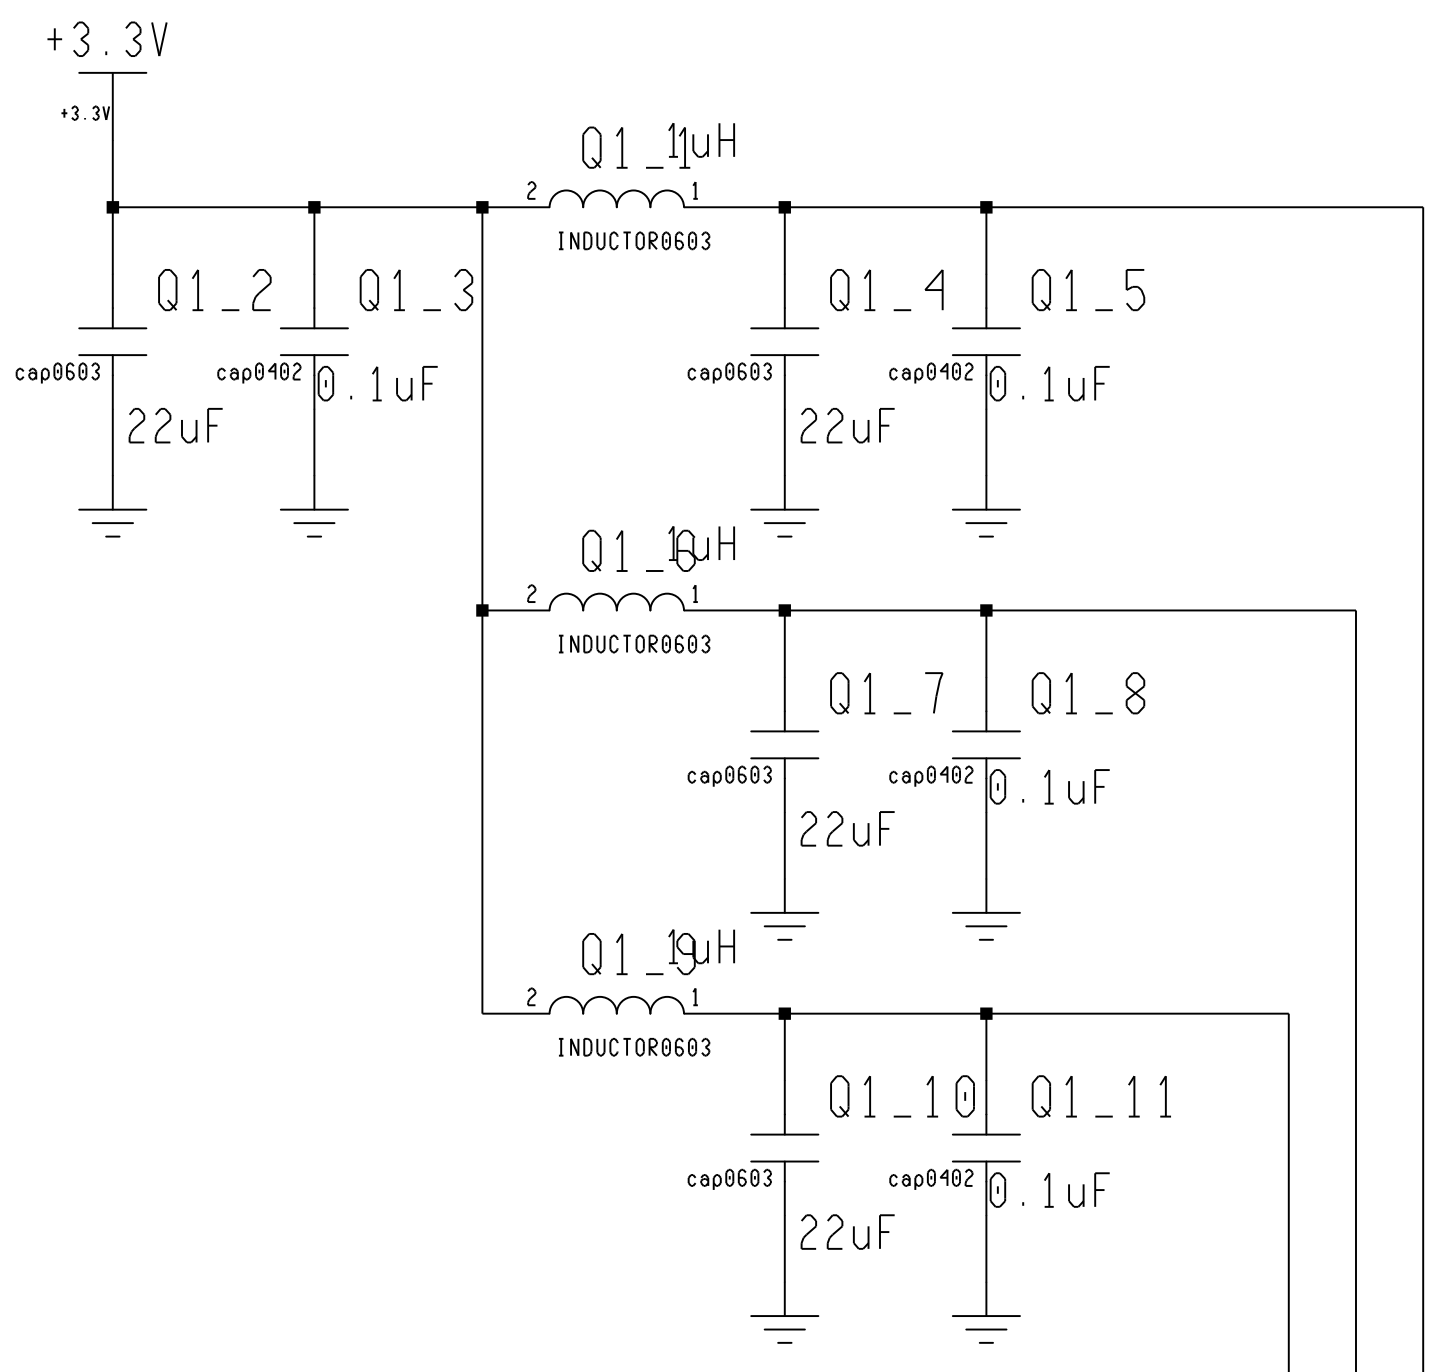 +3.3V
+3.3V
Q1_1 1uH
2 1
INDUCTOR0603
Q1_2 Q1_3 Q1_4 Q1_5
cap0603 cap0402 0.1uF cap0603 cap0402 0.1uF
22uF 22uF
Q1_6 1uH
2 1
INDUCTOR0603
Q1_7 Q1_8
cap0603 cap0402 0.1uF
22uF
Q1_9 1uH
2 1
INDUCTOR0603
Q1_10 Q1_11
cap0603 cap0402 0.1uF
22uF